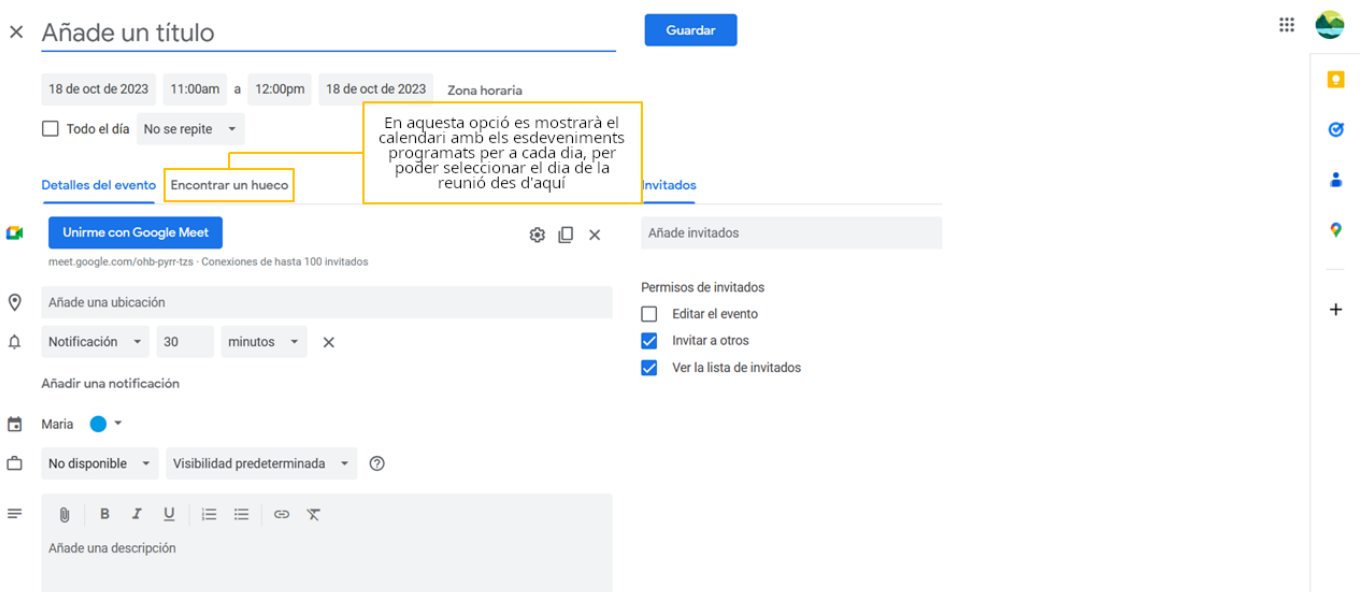 Añade un título
Guardar
18 de oct de 2023 11:00am a 12:00pm 18 de oct de 2023 Zona horaria
Todo el día No se repite
En aquesta opció es mostrarà el
calendari amb els esdeveniments
programats per a cada dia, per
poder seleccionar el dia de la
reunió des d'aquí
Detalles del evento Encontrar un hueco
Invitados
Unirme con Google Meet
meet.google.com/ohb-pyrr-tzs · Conexiones de hasta 100 invitados
Añade invitados
Añade una ubicación
Notificación 30 minutos
Añadir una notificación
Permisos de invitados
Editar el evento
Invitar a otros
Ver la lista de invitados
Maria
No disponible Visibilidad predeterminada
B I U
Añade una descripción